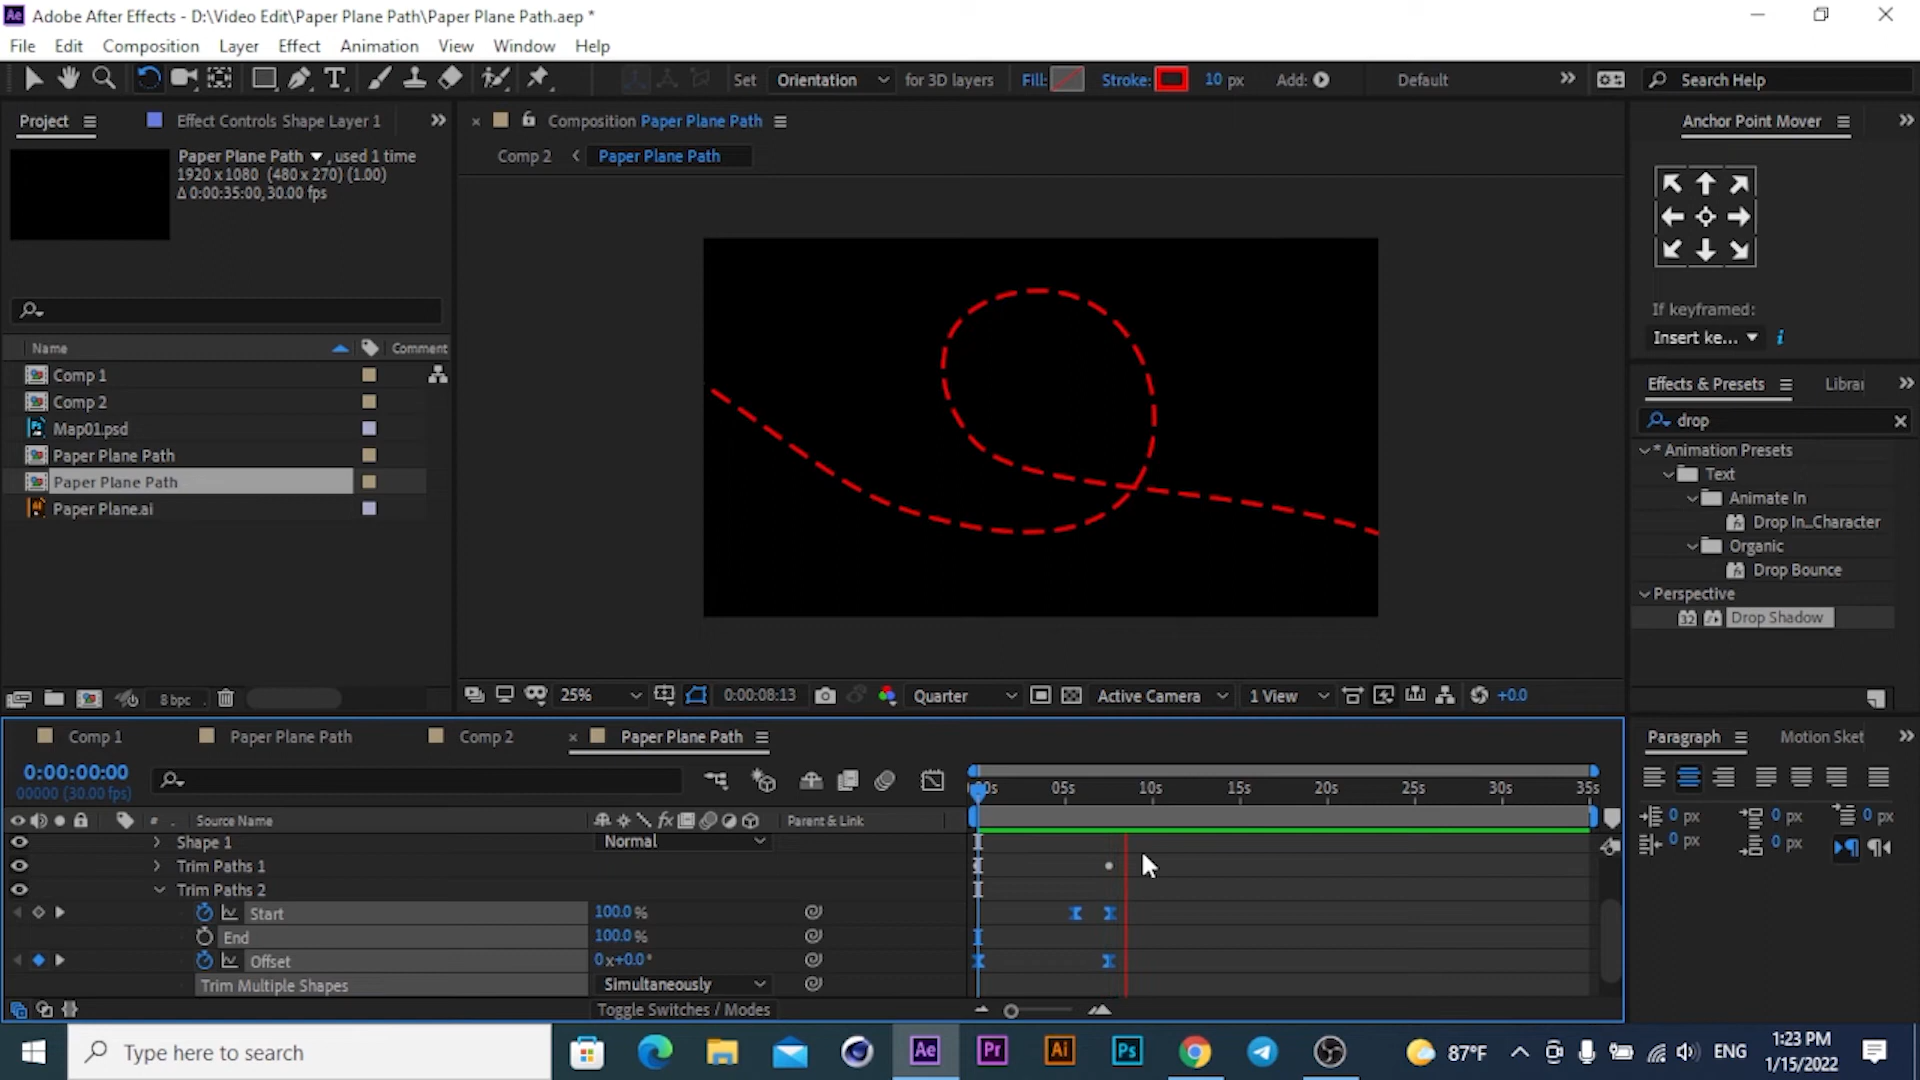 Ae Adobe After Effects - D:\Video Edit\Paper Plane Path\Paper Plane Path.aep *
File Edit Composition Layer Effect Animation View Window Help
Set Orientation for 3D layers Fill: Stroke: 10 px Add: Default Search Help
Project Effect Controls Shape Layer 1
Paper Plane Path , used 1 time
1920 x 1080 (480 x 270) (1.00)
Δ 0:00:35:00, 30.00 fps
Name Comment
Comp 1
Comp 2
Map01.psd
Paper Plane Path
Paper Plane Path
Paper Plane.ai
8 bpc
Composition Paper Plane Path
Comp 2 Paper Plane Path
25% 0:00:08:13 Quarter Active Camera 1 View +0.0
Anchor Point Mover
If keyframed:
Insert ke...
Effects & Presets Librar
drop
* Animation Presets
Text
Animate In
Drop In...Character
Organic
Drop Bounce
Perspective
32 Drop Shadow
Comp 1 Paper Plane Path Comp 2 Paper Plane Path
0:00:00:00
00000 (30.00 fps)
05s 10s 15s 20s 25s 30s 35s
# Source Name fx Parent & Link
Shape 1 Normal
Trim Paths 1
Trim Paths 2
Start 100.0 %
End 100.0 %
Offset 0 x+0.0 °
Trim Multiple Shapes Simultaneously
Toggle Switches / Modes
Paragraph Motion Sket
0 px 0 px 0 px
0 px 0 px
Type here to search Ae Pr Ai Ps 87°F ENG
1:23 PM
1/15/2022